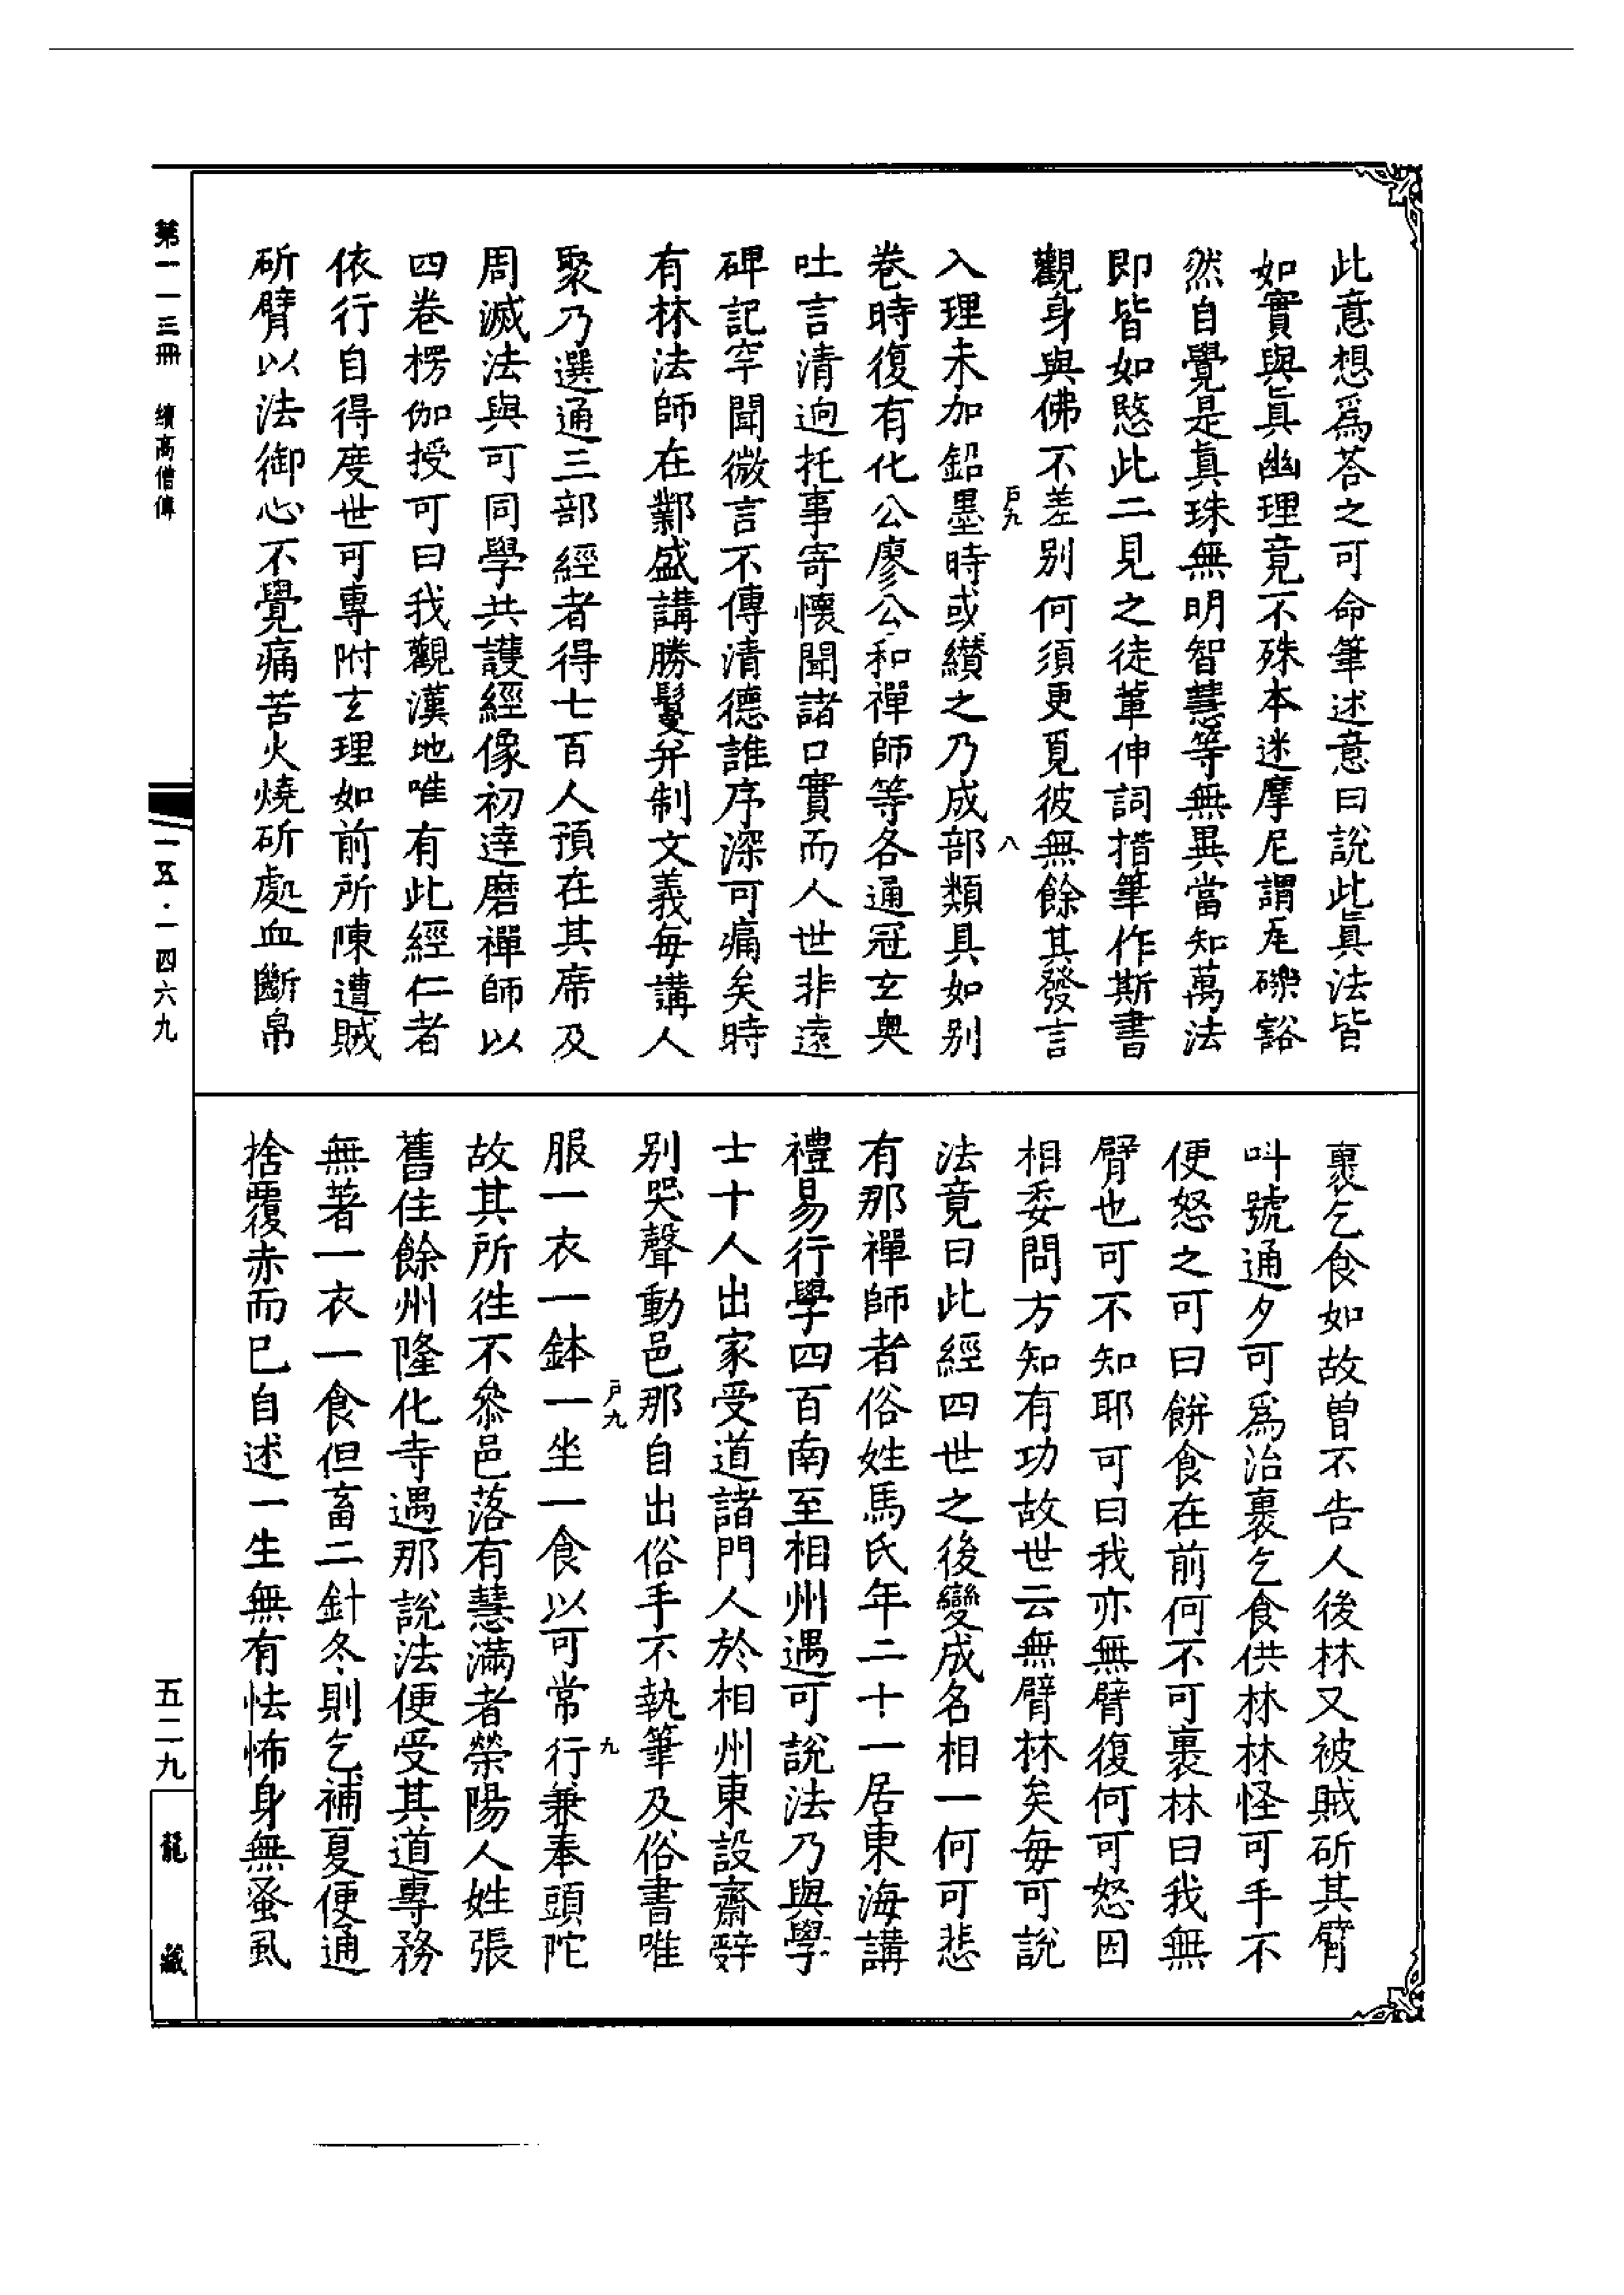 此意想爲荅之可命筆述意曰說此眞法皆
如實與眞幽理竟不殊本迷摩尼謂瓦礫豁
然自覺是真珠無明智慧等無異當知萬法
即皆如愍此二見之徒軰伸詞措筆作斯書
觀身與佛不差别何須更覓彼無餘其發言
户九
八
入理未加鉛墨時或纘之乃成部類具如别
卷時復有化公廖公和禪師等各通冠玄奥
吐言清逈托事寄懷聞諸口實而人世非遠
碑記罕聞微言不傳清德誰序深可痛矣時
有林法師在鄴盛講勝鬘并制文義每講人
聚乃選通三部經者得七百人預在其席及
周滅法與可同學共護經像初達磨禪師以
四卷楞伽授可曰我觀漢地唯有此經仁者
依行自得度世可專附玄理如前所陳遭賊
斫臂以法御心不覺痛苦火燒斫處血斷帛
裹乞食如故曽不告人後林又被賊斫其臂
叫號通夕可爲治裹乞食供林林怪可手不
便怒之可曰餅食在前何不可裹林曰我無
臂也可不知耶可曰我亦無臂復何可怒因
相委問方知有功故世云無臂林矣每可說
法竟曰此經四世之後變成名相一何可悲
有那禪師者俗姓馬氏年二十一居東海講
禮易行學四百南至相州遇可說法乃與學
士十人出家受道諸門人於相州東設齋辤
别哭聲動邑那自出俗手不執筆及俗書唯
户九
九
服一衣一鉢一坐一食以可常行兼奉頭陀
故其所徃不叅邑落有慧滿者榮陽人姓張
舊住餘州隆化寺遇那說法便受其道專務
無著一衣一食但畜二針冬則乞補夏便通
捨覆赤而已自述一生無有怯怖身無蚤虱
第一一三冊　續高僧傳
一五·一四六九
五二九
龍藏